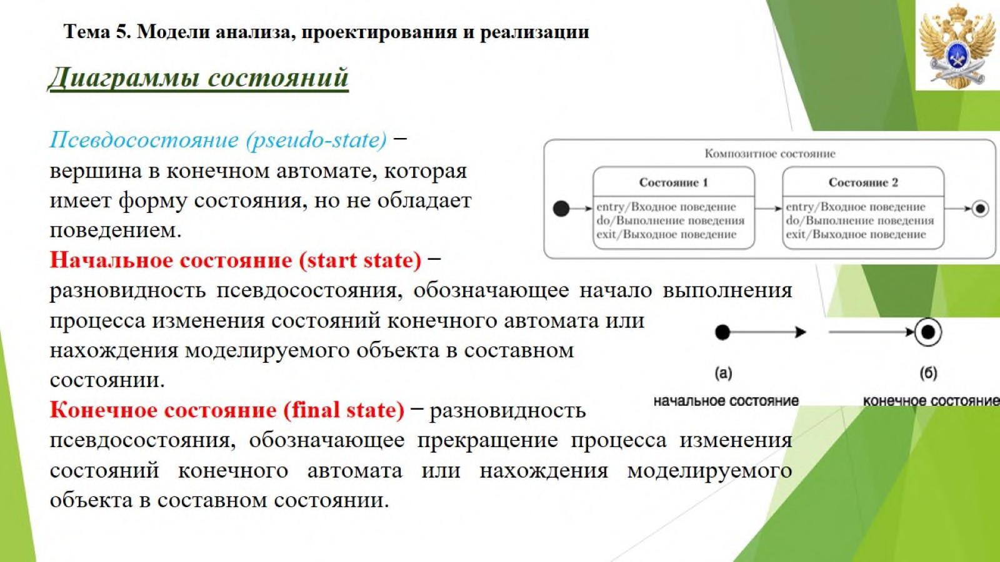 Тема 5. Модели анализа, проектирования и реализации
Диаграммы состояний
Псевдосостояние (pseudo-state) –
вершина в конечном автомате, которая
имеет форму состояния, но не обладает
поведением.
Начальное состояние (start state) –
разновидность псевдосостояния, обозначающее начало выполнения
процесса изменения состояний конечного автомата или
нахождения моделируемого объекта в составном
состоянии.
Конечное состояние (final state) – разновидность
псевдосостояния, обозначающее прекращение процесса изменения
состояний конечного автомата или нахождения моделируемого
объекта в составном состоянии.
Композитное состояние
Состояние 1
entry/Входное поведение
do/Выполнение поведения
exit/Выходное поведение
Состояние 2
entry/Входное поведение
do/Выполнение поведения
exit/Выходное поведение
(а)
(б)
начальное состояние
конечное состояние